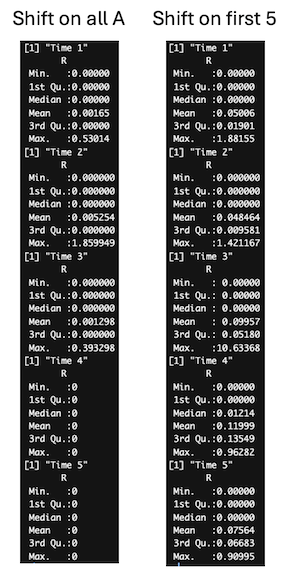 Shift on all A
[1] "Time 1"
R
Min. :0.00000
1st Qu.:0.00000
Median :0.00000
Mean :0.00165
3rd Qu.:0.00000
Max. :0.53014
[1] "Time 2"
R
Min. :0.000000
1st Qu.:0.000000
Median :0.000000
Mean :0.005254
3rd Qu.:0.000000
Max. :1.859949
[1] "Time 3"
R
Min. :0.000000
1st Qu.:0.000000
Median :0.000000
Mean :0.001298
3rd Qu.:0.000000
Max. :0.393298
[1] "Time 4"
R
Min. :0
1st Qu.:0
Median :0
Mean :0
3rd Qu.:0
Max. :0
[1] "Time 5"
R
Min. :0
1st Qu.:0
Median :0
Mean :0
3rd Qu.:0
Max. :0
Shift on first 5
[1] "Time 1"
R
Min. :0.00000
1st Qu.:0.00000
Median :0.00000
Mean :0.05006
3rd Qu.:0.01901
Max. :1.88155
[1] "Time 2"
R
Min. :0.000000
1st Qu.:0.000000
Median :0.000000
Mean :0.048464
3rd Qu.:0.009581
Max. :1.421167
[1] "Time 3"
R
Min. : 0.00000
1st Qu.: 0.00000
Median : 0.00000
Mean : 0.09957
3rd Qu.: 0.05180
Max. :10.63368
[1] "Time 4"
R
Min. :0.00000
1st Qu.:0.00000
Median :0.01214
Mean :0.11999
3rd Qu.:0.13549
Max. :0.96282
[1] "Time 5"
R
Min. :0.00000
1st Qu.:0.00000
Median :0.00000
Mean :0.07564
3rd Qu.:0.06683
Max. :0.90995